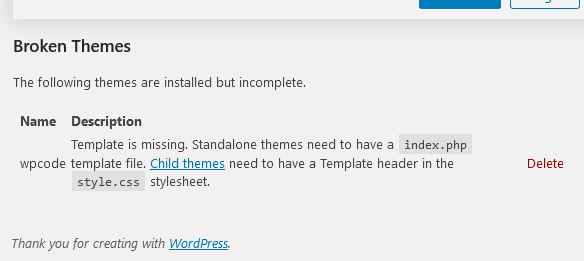 Broken Themes
The following themes are installed but incomplete.
Name Description
Template is missing. Standalone themes need to have a index.php
wpcode template file. Child themes need to have a Template header in the Delete
style.css stylesheet.
Thank you for creating with WordPress.